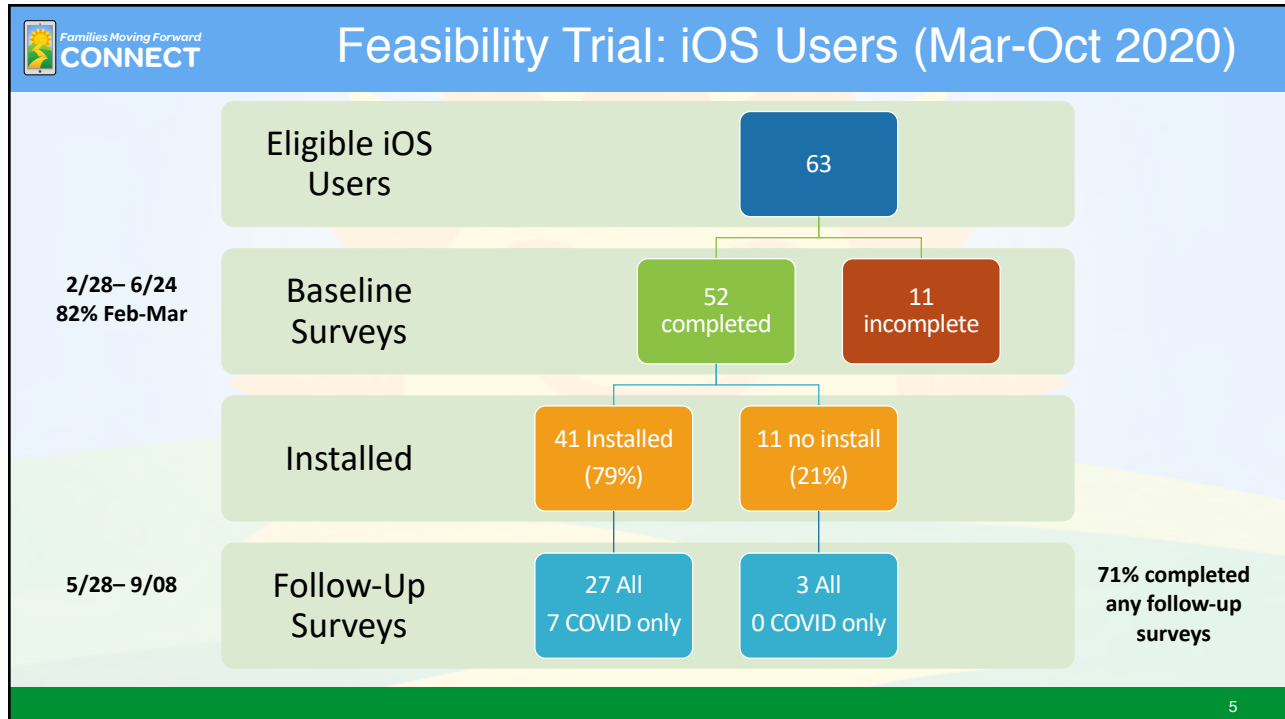 Families Moving Forward
CONNECT
Feasibility Trial: iOS Users (Mar-Oct 2020)
Eligible iOS
Users
63
2/28– 6/24
82% Feb-Mar
Baseline
Surveys
52
completed
11
incomplete
Installed
41 Installed
(79%)
11 no install
(21%)
5/28– 9/08
Follow-Up
Surveys
27 All
7 COVID only
3 All
0 COVID only
71% completed
any follow-up
surveys
5